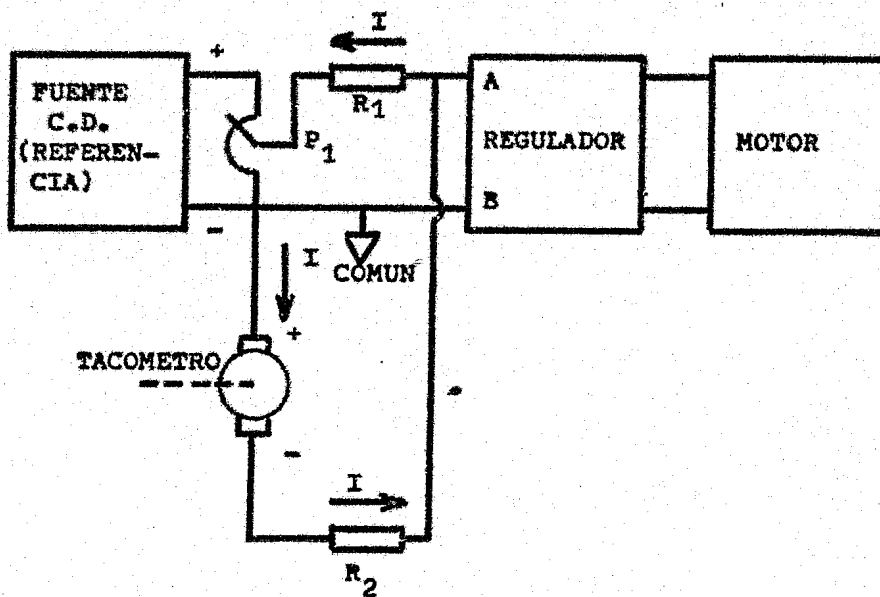 I
+
FUENTE
C.D.
(REFEREN-
CIA)
R1
P1
A
REGULADOR
B
MOTOR
-
I
COMUN
+
TACOMETRO
-
I
R2